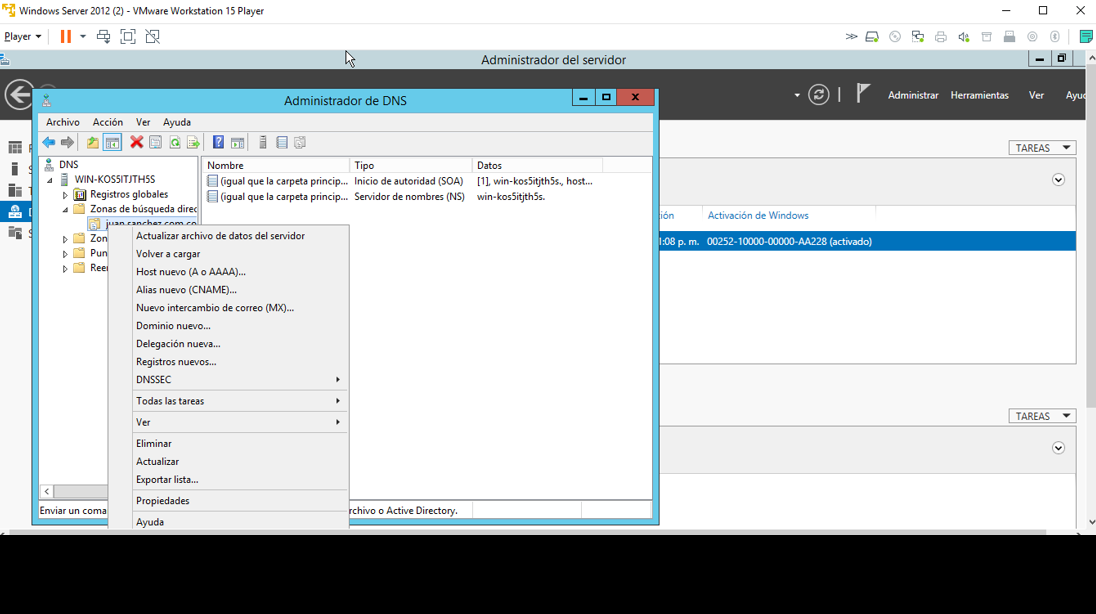 Windows Server 2012 (2) - VMware Workstation 15 Player
Player
Administrador del servidor
Administrar Herramientas Ver
Administrador de DNS
Archivo Acción Ver Ayuda
TAREAS
DNS
WIN-KOS5ITJTH5S
Registros globales
Zonas de búsqueda direc
juan.sanchez.com.co
Zon
Pun
Reer
Nombre Tipo Datos
(igual que la carpeta princip... Inicio de autoridad (SOA) [1], win-kos5itjth5s., host...
(igual que la carpeta princip... Servidor de nombres (NS) win-kos5itjth5s.
ción Activación de Windows
1:08 p. m. 00252-10000-00000-AA228 (activado)
Actualizar archivo de datos del servidor
Volver a cargar
Host nuevo (A o AAAA)...
Alias nuevo (CNAME)...
Nuevo intercambio de correo (MX)...
Dominio nuevo...
Delegación nueva...
Registros nuevos...
DNSSEC
Todas las tareas
Ver
Eliminar
Actualizar
Exportar lista...
Propiedades
Ayuda
TAREAS
Enviar un coma
rchivo o Active Directory.